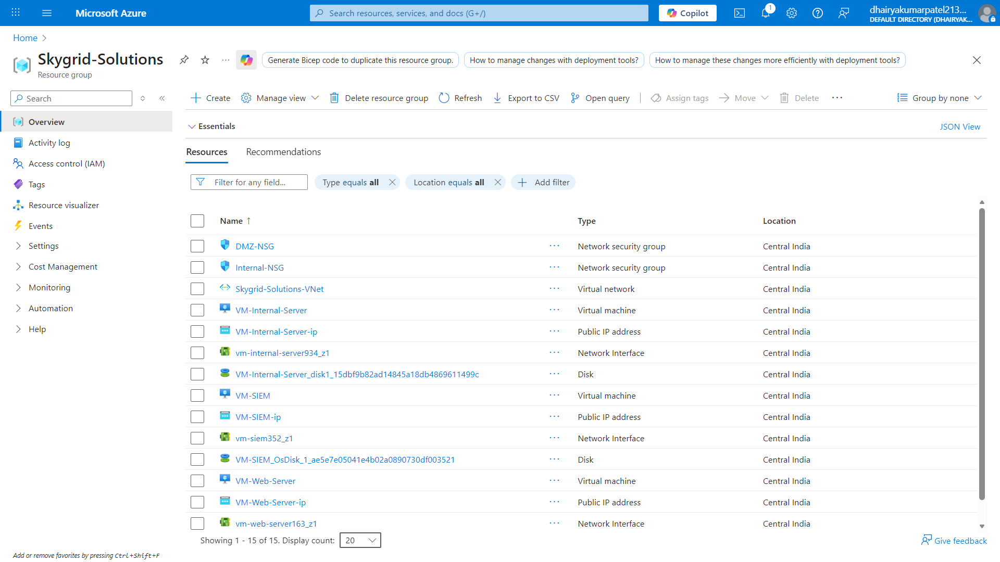 Microsoft Azure
Search resources, services, and docs (G+/)
Copilot
1
dhairyakumarpatel213...
DEFAULT DIRECTORY (DHAIRYAK...
Home
Skygrid-Solutions
Resource group
Generate Bicep code to duplicate this resource group.
How to manage changes with deployment tools?
How to manage these changes more efficiently with deployment tools?
Search
Create
Manage view
Delete resource group
Refresh
Export to CSV
Open query
Assign tags
Move
Delete
Group by none
Overview
Activity log
Access control (IAM)
Tags
Resource visualizer
Events
Settings
Cost Management
Monitoring
Automation
Help
Essentials
JSON View
Resources
Recommendations
Filter for any field...
Type equals all
Location equals all
Add filter
Name ↑ Type Location
DMZ-NSG Network security group Central India
Internal-NSG Network security group Central India
Skygrid-Solutions-VNet Virtual network Central India
VM-Internal-Server Virtual machine Central India
VM-Internal-Server-ip Public IP address Central India
vm-internal-server934_z1 Network Interface Central India
VM-Internal-Server_disk1_15dbf9b82ad14845a18db4869611499c Disk Central India
VM-SIEM Virtual machine Central India
VM-SIEM-ip Public IP address Central India
vm-siem352_z1 Network Interface Central India
VM-SIEM_OsDisk_1_ae5e7e05041e4b02a0890730df003521 Disk Central India
VM-Web-Server Virtual machine Central India
VM-Web-Server-ip Public IP address Central India
vm-web-server163_z1 Network Interface Central India
Showing 1 - 15 of 15. Display count: 20
Give feedback
Add or remove favorites by pressing Ctrl+Shift+F